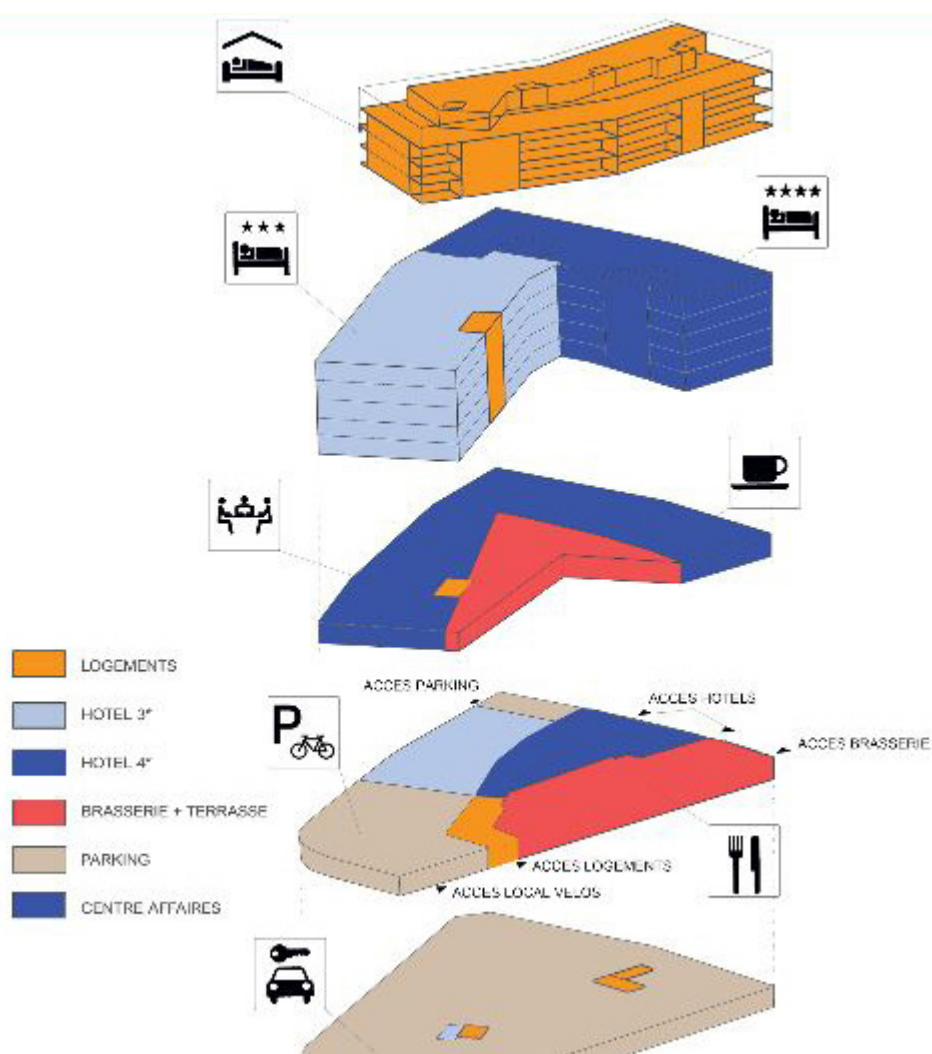 LOGEMENTS
ACCES PARKING
HOTEL 3*
ACCES HOTELS
P
ACCES BRASSERIE
HOTEL 4*
BRASSERIE + TERRASSE
PARKING
ACCES LOGEMENTS
ACCES LOCAL VELOS
CENTRE AFFAIRES